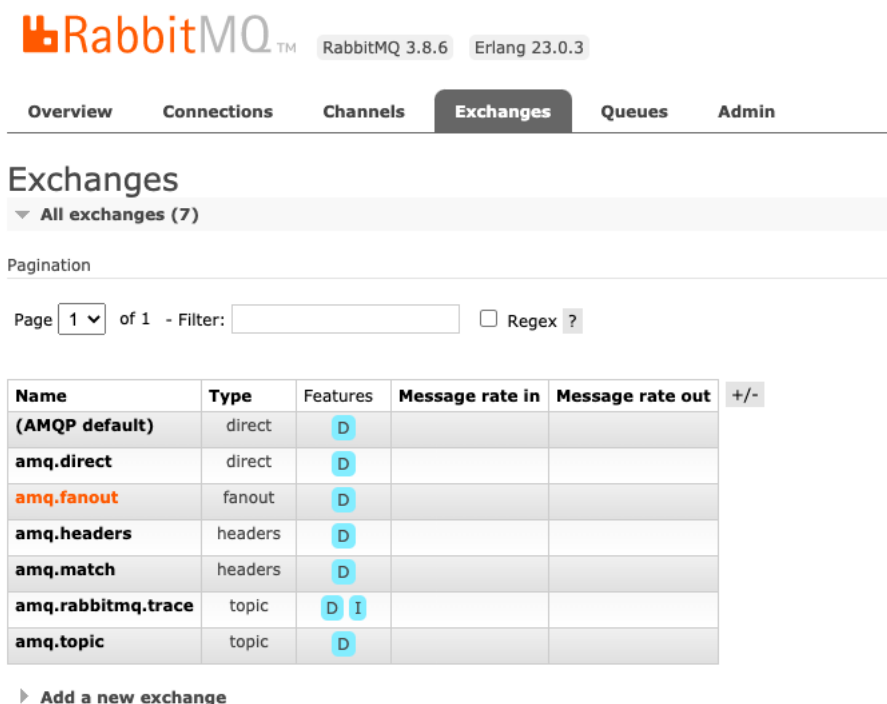 RabbitMQ TM RabbitMQ 3.8.6 Erlang 23.0.3
Overview Connections Channels Exchanges Queues Admin
Exchanges
All exchanges (7)
Pagination
Page 1 of 1 - Filter: Regex ?
Name Type Features Message rate in Message rate out +/-
(AMQP default) direct D
amq.direct direct D
amq.fanout fanout D
amq.headers headers D
amq.match headers D
amq.rabbitmq.trace topic D I
amq.topic topic D
Add a new exchange